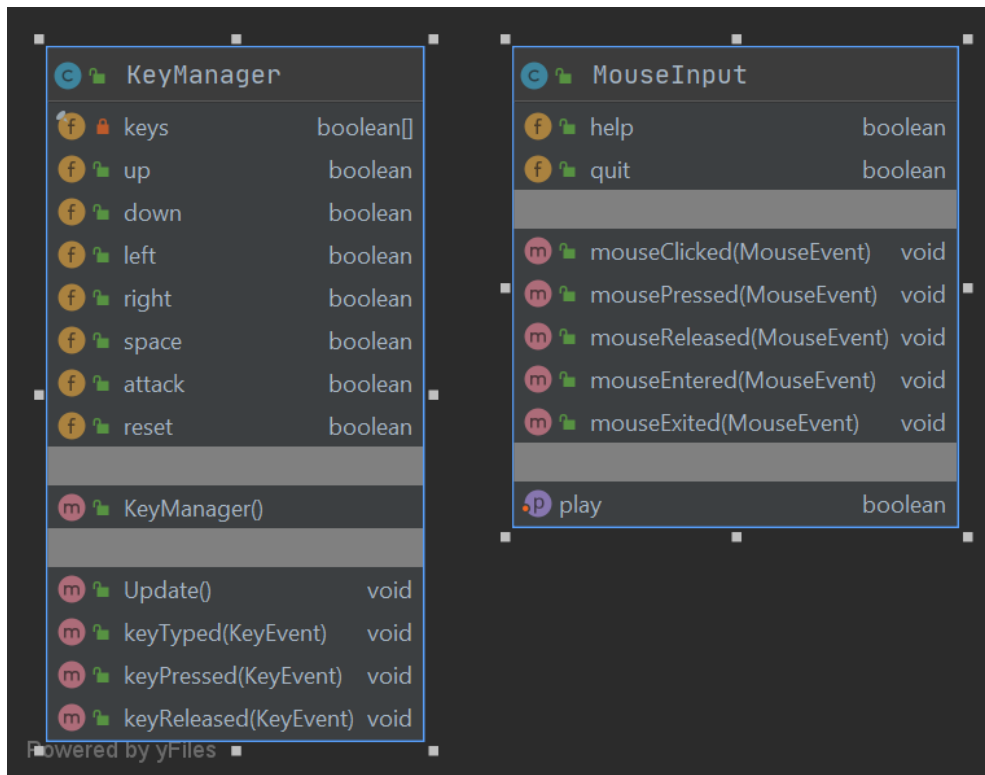 KeyManager
keys boolean[]
up boolean
down boolean
left boolean
right boolean
space boolean
attack boolean
reset boolean
KeyManager()
Update() void
keyTyped(KeyEvent) void
keyPressed(KeyEvent) void
keyReleased(KeyEvent) void
MouseInput
help boolean
quit boolean
mouseClicked(MouseEvent) void
mousePressed(MouseEvent) void
mouseReleased(MouseEvent) void
mouseEntered(MouseEvent) void
mouseExited(MouseEvent) void
play boolean
Powered by yFiles